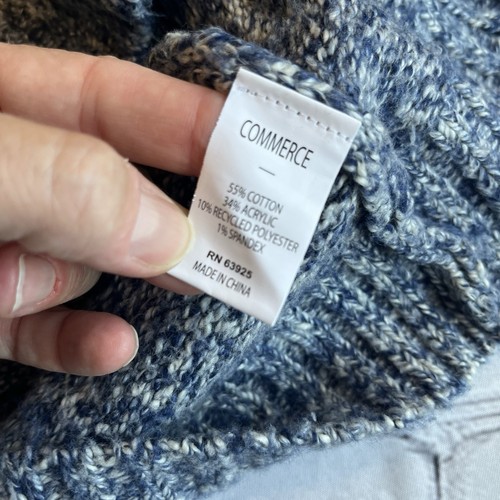 COMMERCE
—
55% COTTON
34% ACRYLIC
10% RECYCLED POLYESTER
1% SPANDEX
RN 63925
MADE IN CHINA